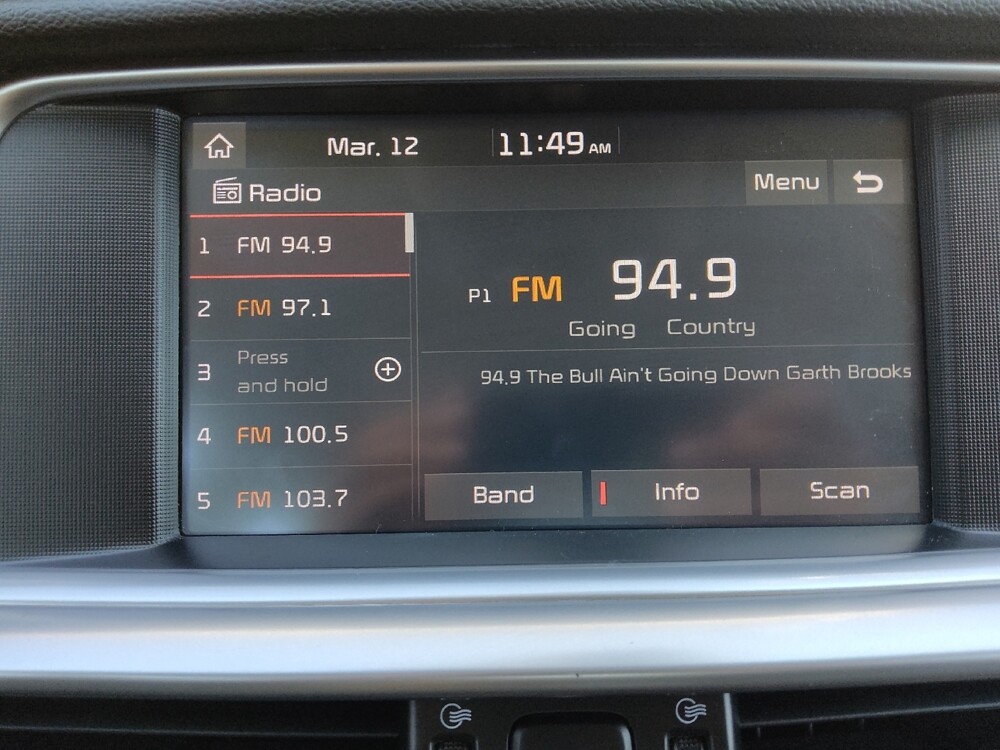 Mar. 12 11:49 AM
Radio
Menu
1 FM 94.9
2 FM 97.1
3 Press
and hold
4 FM 100.5
5 FM 103.7
P1 FM 94.9
Going Country
94.9 The Bull Ain't Going Down Garth Brooks
Band Info Scan